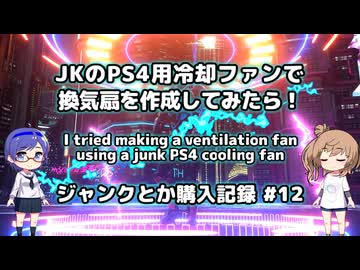 JKのPS4用冷却ファンで
換気扇を作成してみたら！
I tried making a ventilation fan
using a junk PS4 cooling fan
ジャンクとか購入記録 #12